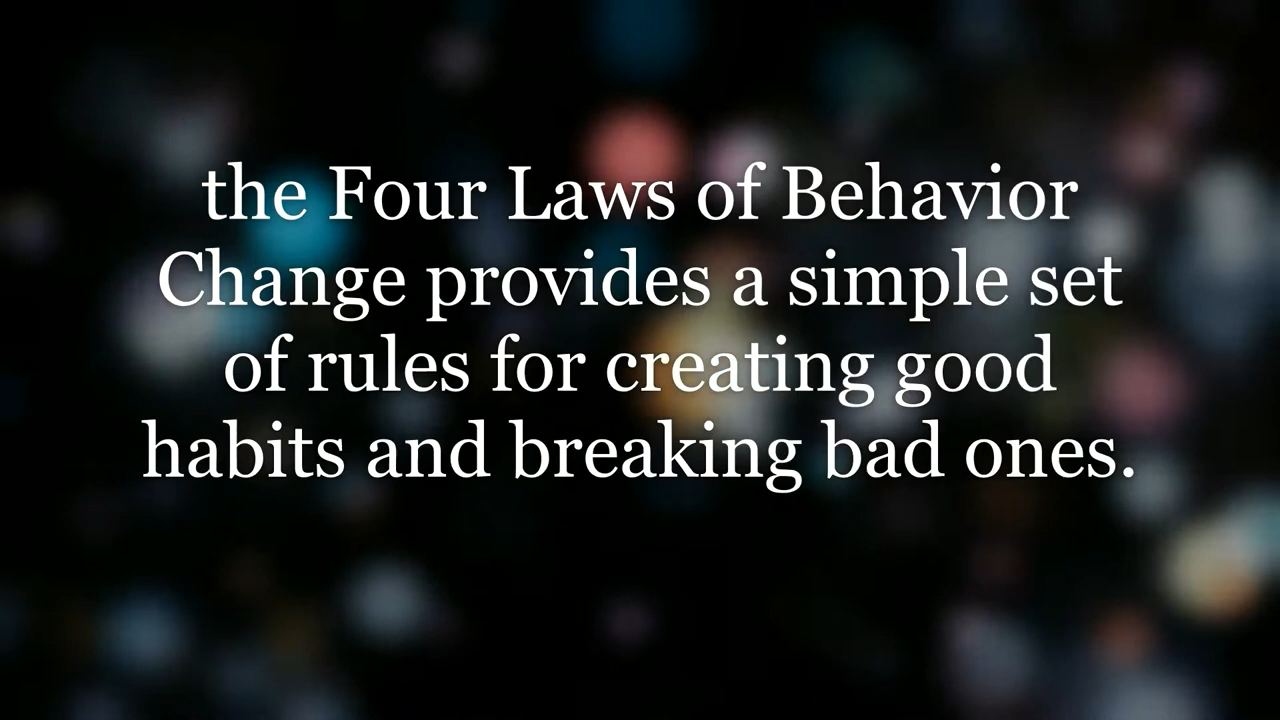 the Four Laws of Behavior
Change provides a simple set
of rules for creating good
habits and breaking bad ones.